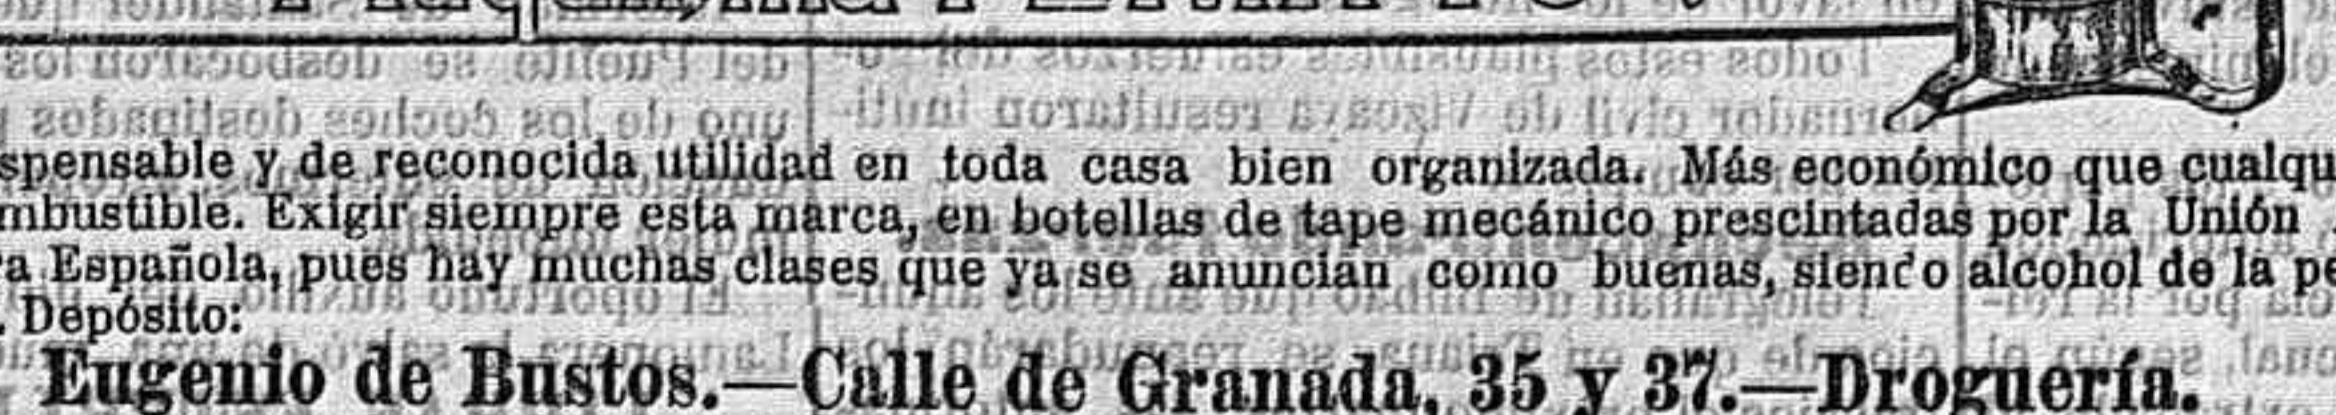 spensable y de reconocida utilidad en toda casa bien organizada. Más económico que cualqu
mbustible. Exigir siempre esta marca, en botellas de tape mecánico prescintadas por la Unión
a Española, pues hay muchas clases que ya se anuncian como buenas, siendo alcohol de la pe
. Depósito:
Eugenio de Bustos.—Calle de Granada, 35 y 37.—Droguería.